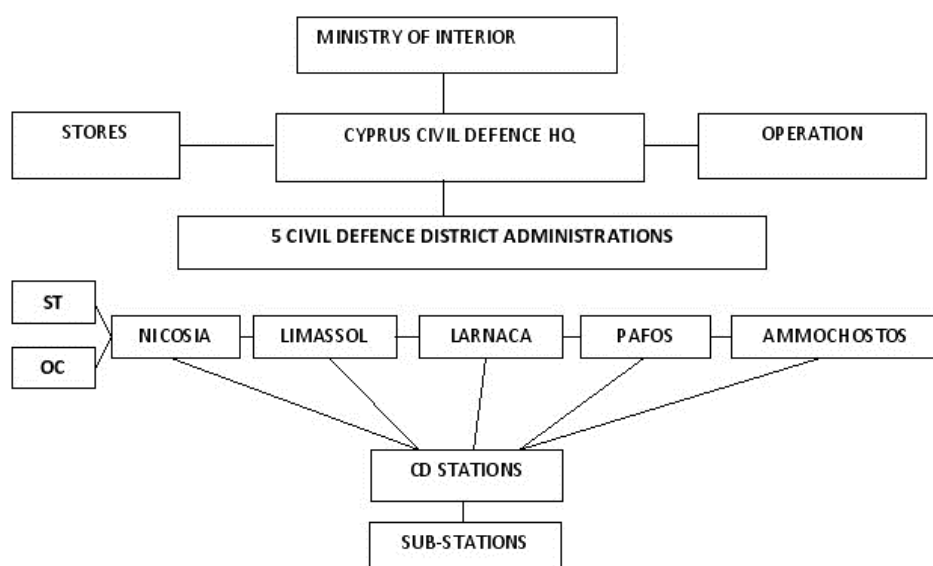 MINISTRY OF INTERIOR
STORES
CYPRUS CIVIL DEFENCE HQ
OPERATION
5 CIVIL DEFENCE DISTRICT ADMINISTRATIONS
ST
NICOSIA
LIMASSOL
LARNACA
PAFOS
AMMOCHOSTOS
OC
CD STATIONS
SUB-STATIONS